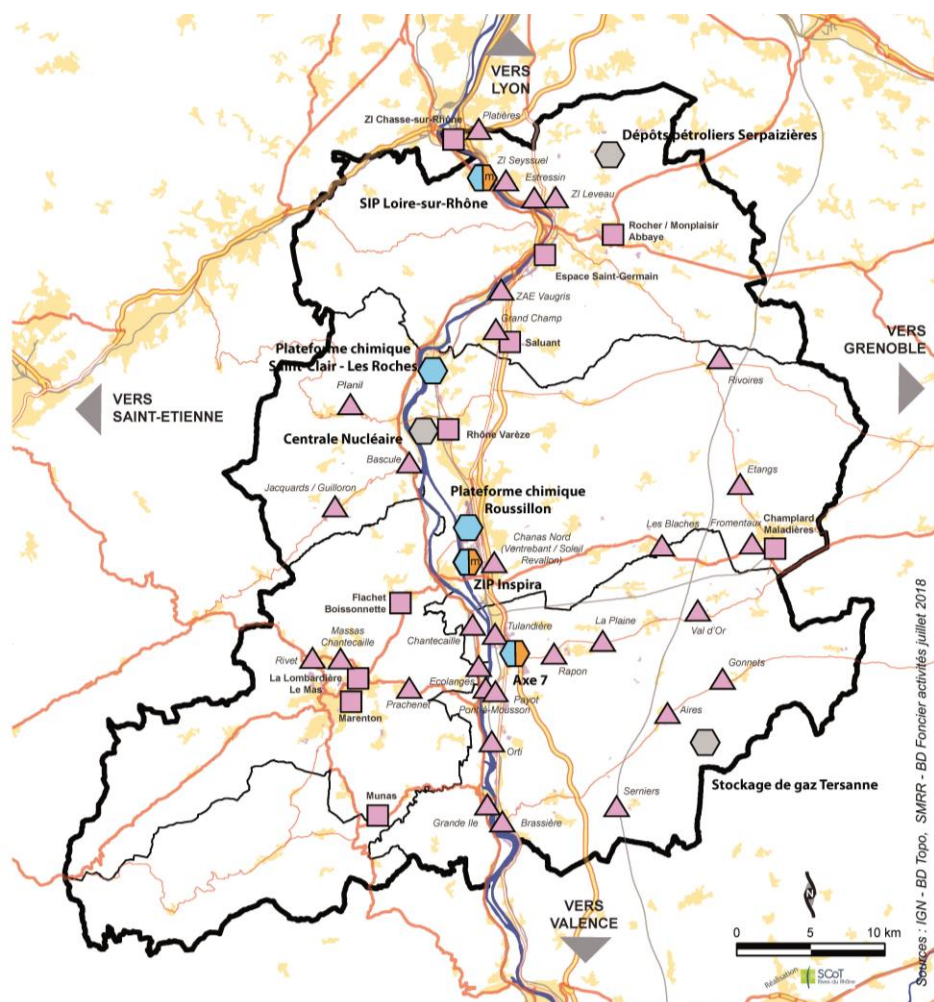 VERS
LYON
ZI Chasse-sur-Rhône
Platières
Dépôts pétroliers Serpaizières
ZI Seyssuel
m
Estressin
ZI Leveau
SIP Loire-sur-Rhône
Rocher / Monplaisir
Abbaye
Espace Saint-Germain
ZAE Vaugris
Grand Champ
Saluant
VERS
GRENOBLE
Plateforme chimique
Saint-Clair - Les Roches
Rivoires
Planil
VERS
SAINT-ETIENNE
Centrale Nucléaire
Rhône Varèze
Bascule
Etangs
Jacquards / Guilloron
Plateforme chimique
Roussillon
Les Blaches
Fromentaux
Champlard
Maladières
Chanas Nord
(Ventrebant / Soleil
Revallon)
m
ZIP Inspira
Flachet
Boissonnette
Chantecaille
Tulandière
La Plaine
Val d'Or
Massas
Chantecaille
Rivet
La Lombardière
Le Mas
Rapon
Axe 7
Gonnets
Ecolanges
Prachenet
Pont-à-Mousson
Payot
Marenton
Aires
Orti
Stockage de gaz Tersanne
Munas
Serniers
Grande Ile
Brassière
VERS
VALENCE
N
0 5 10 km
Réalisation
SCoT
Rives du Rhône
Sources : IGN - BD Topo, SMRR - BD Foncier activités juillet 2018